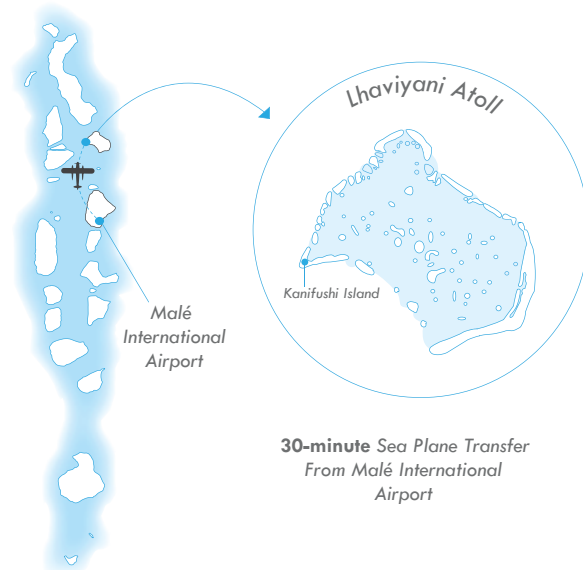 Lhaviyani Atoll
Kanifushi Island
Malé
International
Airport
30-minute Sea Plane Transfer
From Malé International
Airport